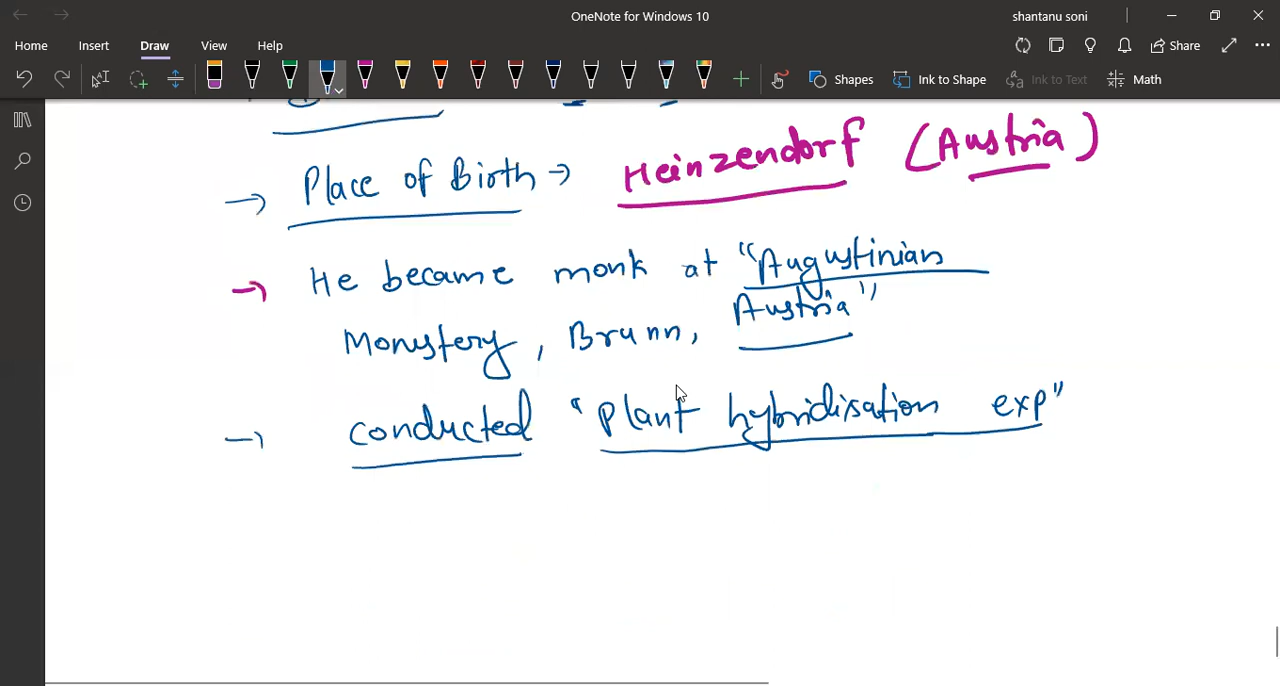 OneNote for Windows 10
shantanu soni
Home Insert Draw View Help
Share
Shapes Ink to Shape Ink to Text Math
→ Place of Birth → Heinzendorf (Austria)
→ He became monk at "Augustinian
Monystery, Brunn, Austria"
→ conducted "Plant hybridisation exp"